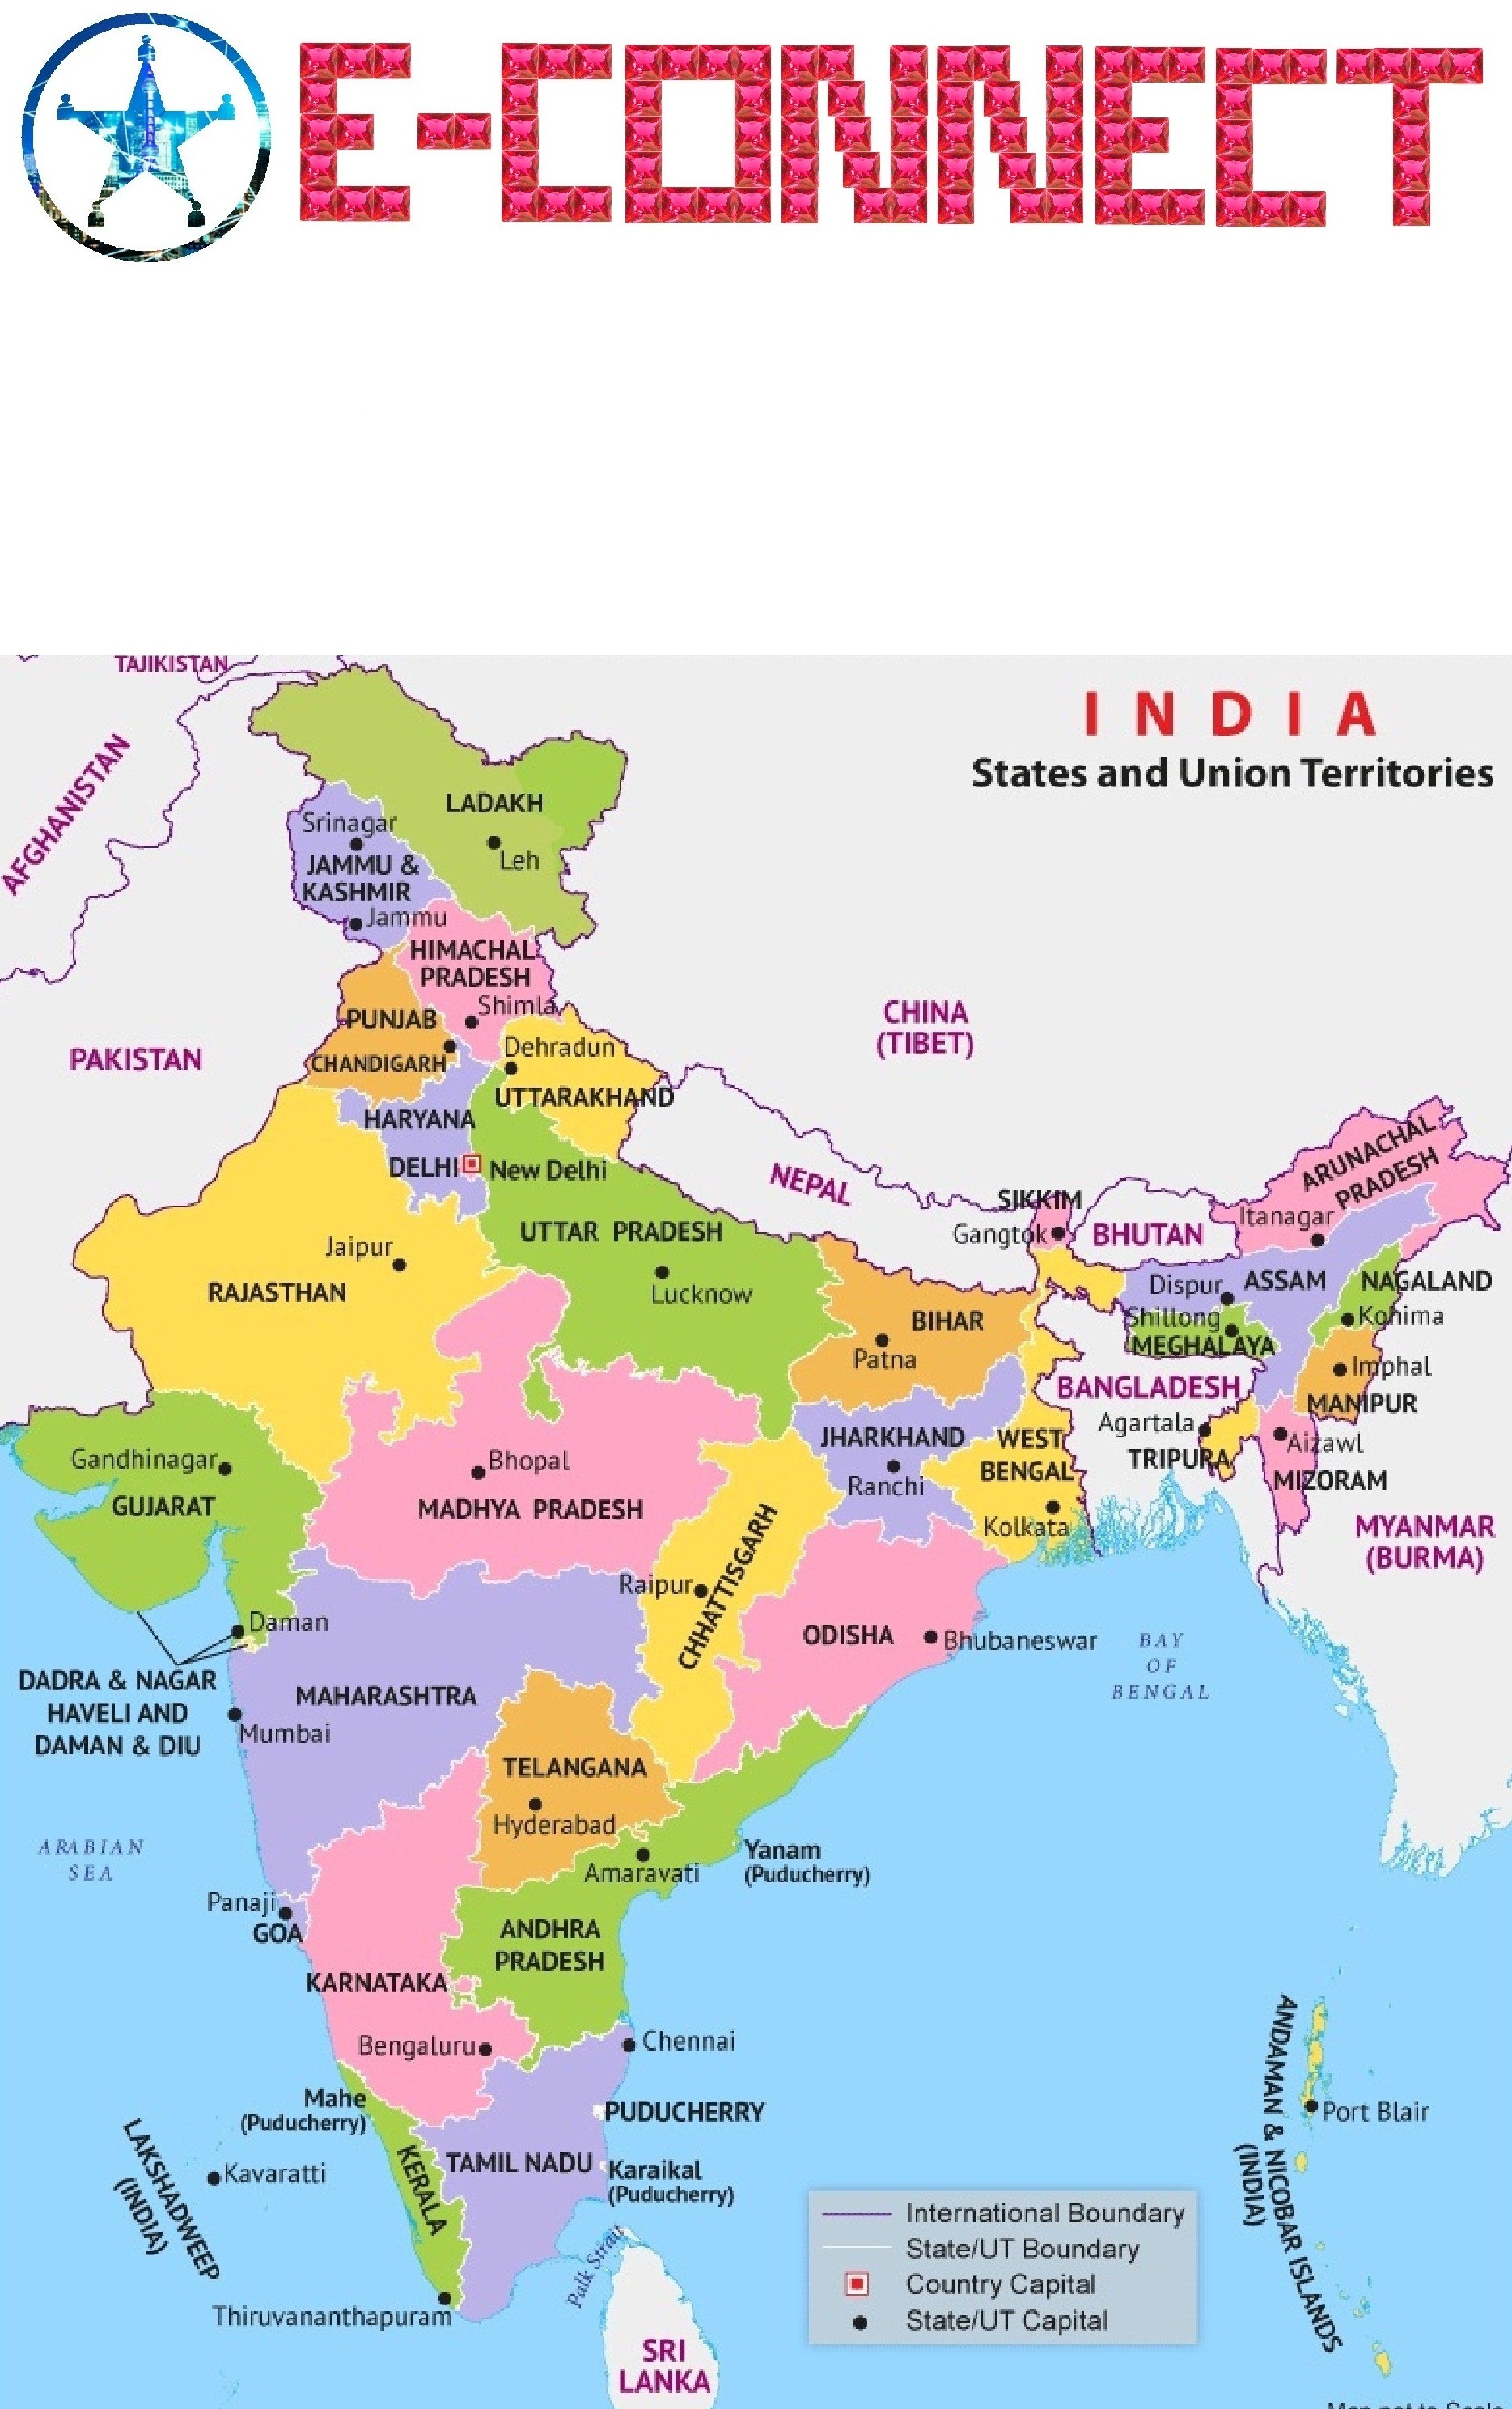 E-CONNECT
TAJIKISTAN
INDIA
States and Union Territories
AFGHANISTAN
LADAKH
Srinagar
Leh
JAMMU &
KASHMIR
Jammu
HIMACHAL
PRADESH
Shimla
CHINA
(TIBET)
PUNJAB
PAKISTAN
CHANDIGARH
Dehradun
UTTARAKHAND
HARYANA
DELHI
New Delhi
NEPAL
ARUNACHAL
PRADESH
SIKKIM
Gangtok
BHUTAN
Itanagar
UTTAR PRADESH
Jaipur
RAJASTHAN
Lucknow
Dispur
ASSAM
NAGALAND
Shillong
Kohima
MEGHALAYA
BIHAR
Patna
Imphal
BANGLADESH
MANIPUR
Agartala
TRIPURA
Aizawl
MIZORAM
JHARKHAND
Ranchi
WEST
BENGAL
Kolkata
Gandhinagar
GUJARAT
Bhopal
MADHYA PRADESH
MYANMAR
(BURMA)
CHHATTISGARH
Raipur
Daman
ODISHA
Bhubaneswar
BAY
OF
BENGAL
DADRA & NAGAR
HAVELI AND
DAMAN & DIU
MAHARASHTRA
Mumbai
TELANGANA
Hyderabad
ARABIAN
SEA
Amaravati
Yanam
(Puducherry)
Panaji
GOA
ANDHRA
PRADESH
KARNATAKA
Bengaluru
Chennai
Mahe
(Puducherry)
PUDUCHERRY
Port Blair
ANDAMAN & NICOBAR ISLANDS
(INDIA)
LAKSHADWEEP
(INDIA)
Kavaratti
KERALA
TAMIL NADU
Karaikal
(Puducherry)
Palk Strait
Thiruvananthapuram
International Boundary
State/UT Boundary
Country Capital
State/UT Capital
SRI
LANKA
Map not to Scale